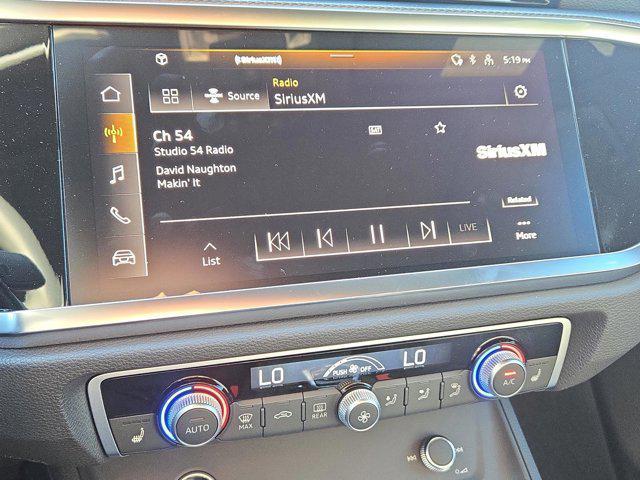 SiriusXM
5:19 PM
Radio
Source
SiriusXM
Ch 54
Studio 54 Radio
David Naughton
Makin' It
SiriusXM
Related
LIVE
List
More
LO
PUSH OFF
LO
AUTO
MAX
REAR
A/C